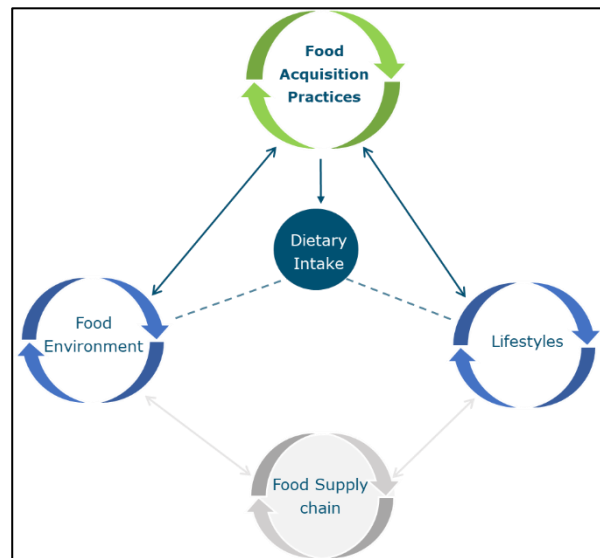 Food
Acquisition
Practices
Dietary
Intake
Food
Environment
Lifestyles
Food Supply
chain